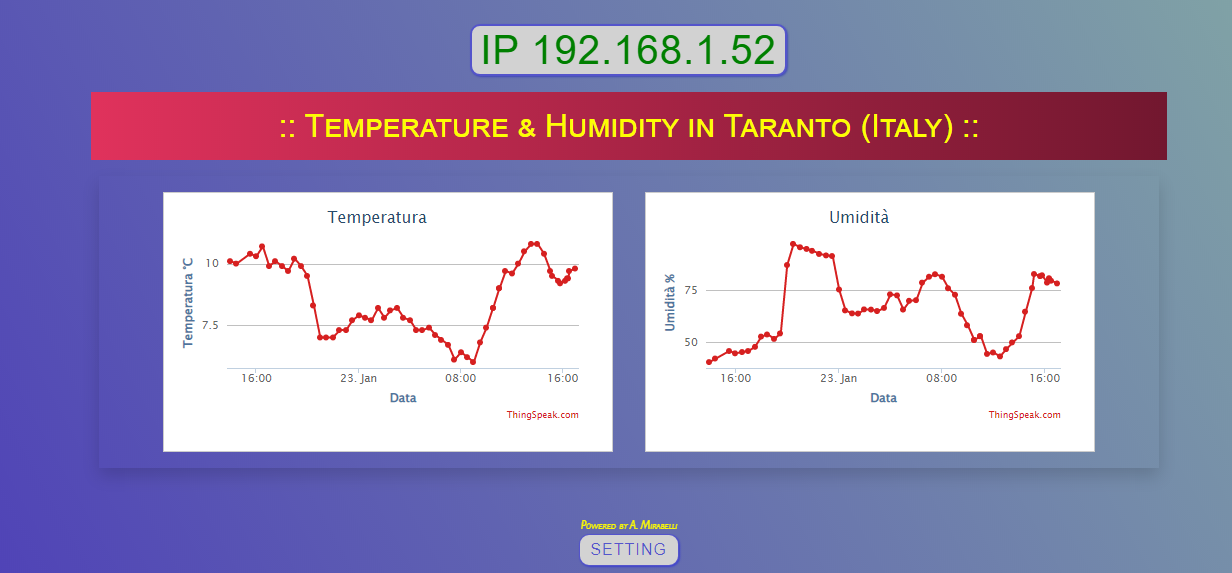 IP 192.168.1.52
:: Temperature & Humidity in Taranto (Italy) ::
Temperatura
Temperatura °C
10
7.5
16:00 23. Jan 08:00 16:00
Data
ThingSpeak.com
Umidità
Umidità %
75
50
16:00 23. Jan 08:00 16:00
Data
ThingSpeak.com
Powered by A. Mirabelli
SETTING